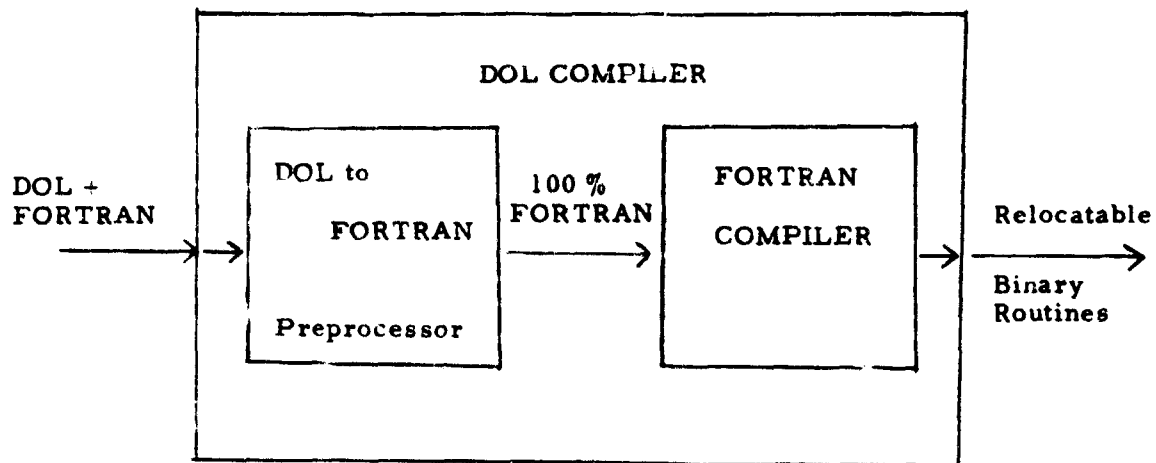 DOL COMPILER
DOL +
FORTRAN
DOL to
FORTRAN
Preprocessor
100 %
FORTRAN
FORTRAN
COMPILER
Relocatable
Binary
Routines